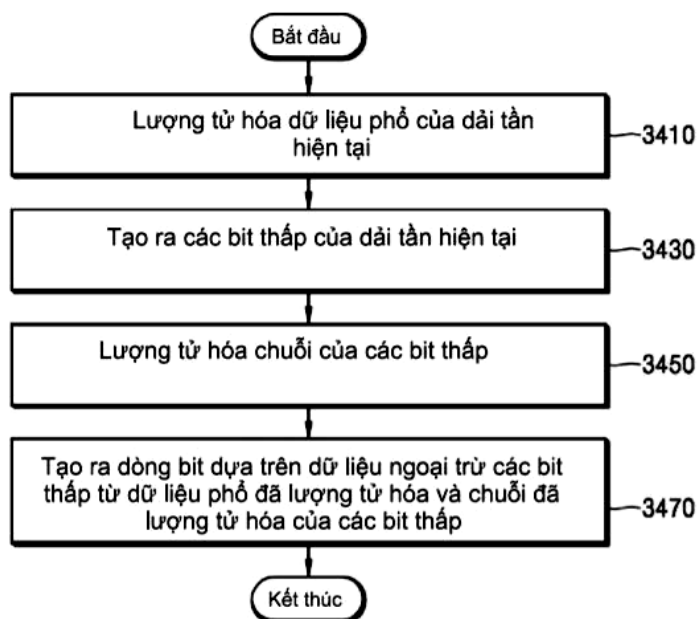 Bắt đầu
Lượng tử hóa dữ liệu phổ của dải tần
hiện tại
3410
Tạo ra các bit thấp của dải tần hiện tại
3430
Lượng tử hóa chuỗi của các bit thấp
3450
Tạo ra dòng bit dựa trên dữ liệu ngoại trừ các bit
thấp từ dữ liệu phổ đã lượng tử hóa và chuỗi đã
lượng tử hóa của các bit thấp
3470
Kết thúc